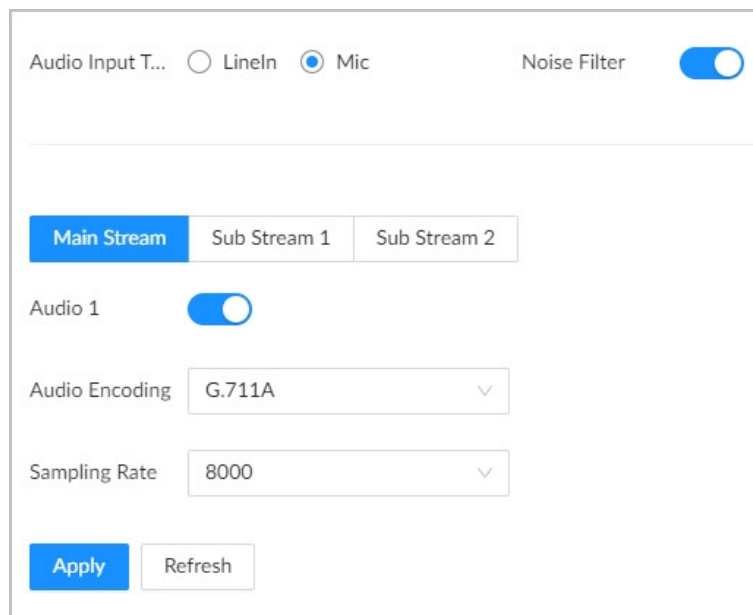 Audio Input T... LineIn Mic Noise Filter
Main Stream Sub Stream 1 Sub Stream 2
Audio 1
Audio Encoding G.711A
Sampling Rate 8000
Apply Refresh